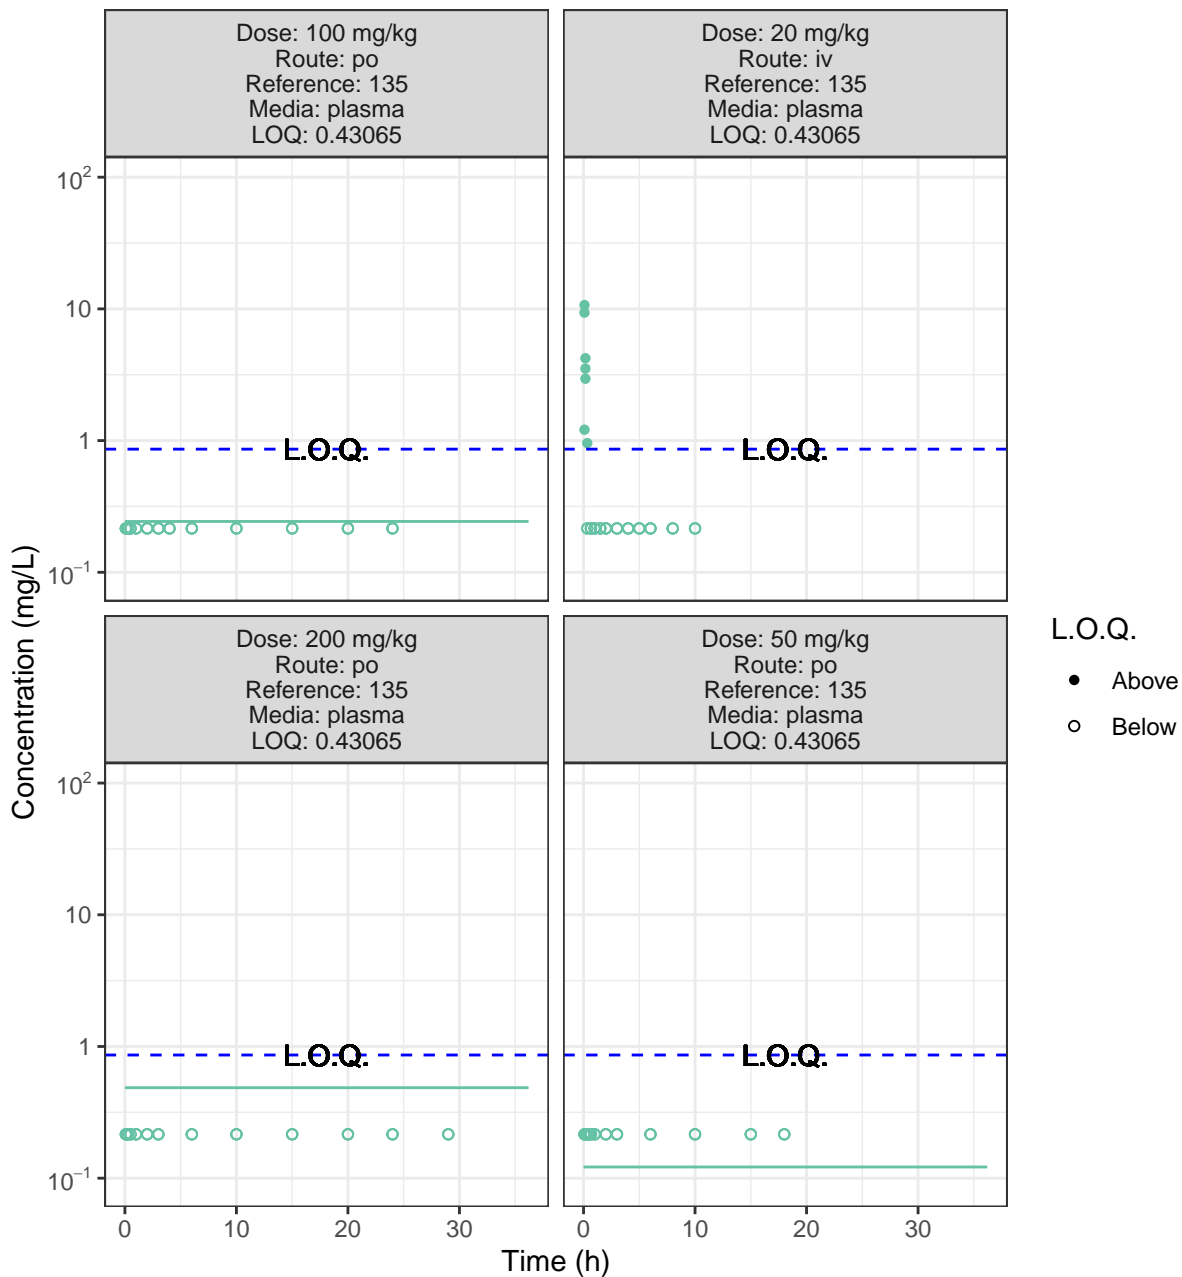 Dose: 100 mg/kg
Route: po
Reference: 135
Media: plasma
LOQ: 0.43065
Dose: 20 mg/kg
Route: iv
Reference: 135
Media: plasma
LOQ: 0.43065
10²
10
1
10⁻¹
L.O.Q.
L.O.Q.
Dose: 200 mg/kg
Route: po
Reference: 135
Media: plasma
LOQ: 0.43065
Dose: 50 mg/kg
Route: po
Reference: 135
Media: plasma
LOQ: 0.43065
10²
10
1
10⁻¹
L.O.Q.
L.O.Q.
0 10 20 30
0 10 20 30
Time (h)
Concentration (mg/L)
L.O.Q.
Above
Below